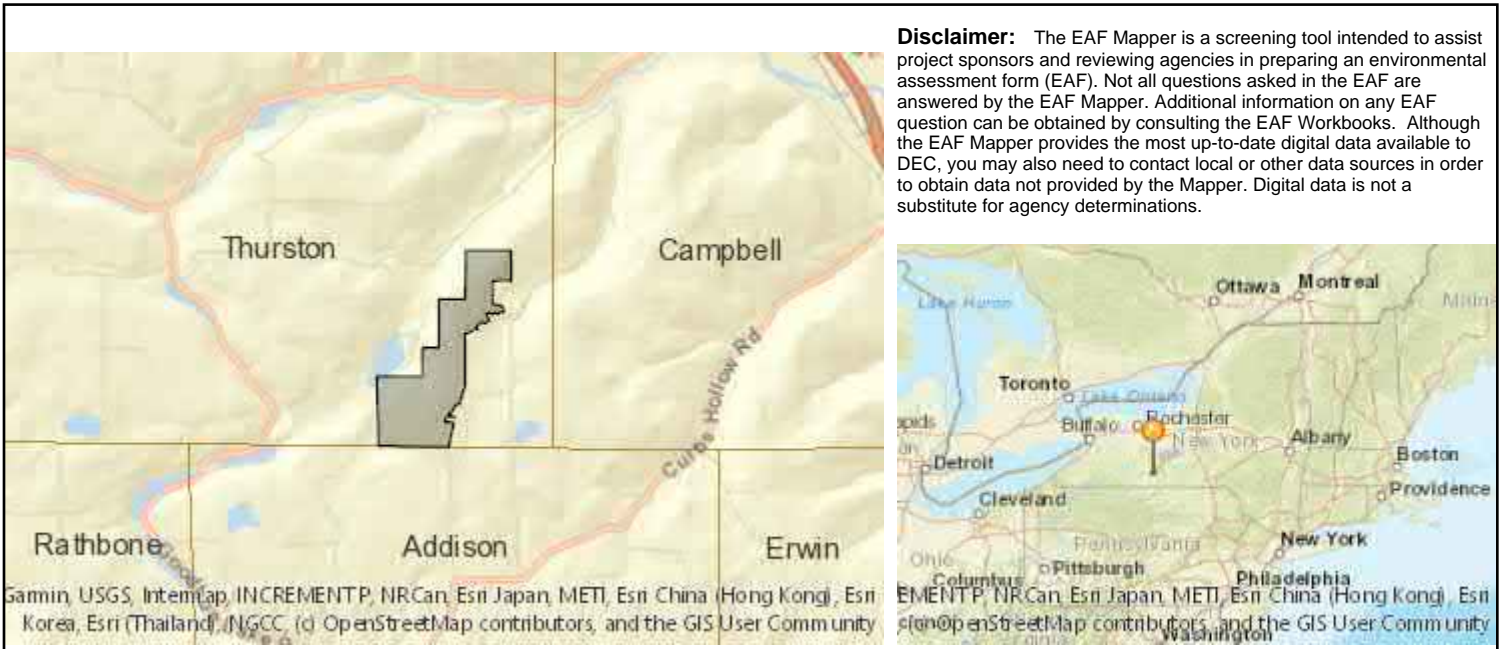 Disclaimer: The EAF Mapper is a screening tool intended to assist
project sponsors and reviewing agencies in preparing an environmental
assessment form (EAF). Not all questions asked in the EAF are
answered by the EAF Mapper. Additional information on any EAF
question can be obtained by consulting the EAF Workbooks. Although
the EAF Mapper provides the most up-to-date digital data available to
DEC, you may also need to contact local or other data sources in order
to obtain data not provided by the Mapper. Digital data is not a
substitute for agency determinations.
Thurston
Campbell
Curbs Hollow Rd
Rathbone
Addison
Erwin
Garmin, USGS, Intermap, INCREMENT P, NRCan, Esri Japan, METI, Esri China (Hong Kong), Esri
Korea, Esri (Thailand), NGCC, (c) OpenStreetMap contributors, and the GIS User Community
Ottawa
Montreal
Lake Huron
Toronto
Lake Ontario
Rochester
Buffalo
New York
Albany
Detroit
Boston
Providence
Cleveland
New York
Ohio
Pennsylvania
Pittsburgh
Columbus
Philadelphia
EMENT P, NRCan, Esri Japan, METI, Esri China (Hong Kong), Esri
OpenStreetMap contributors, and the GIS User Community
Washington